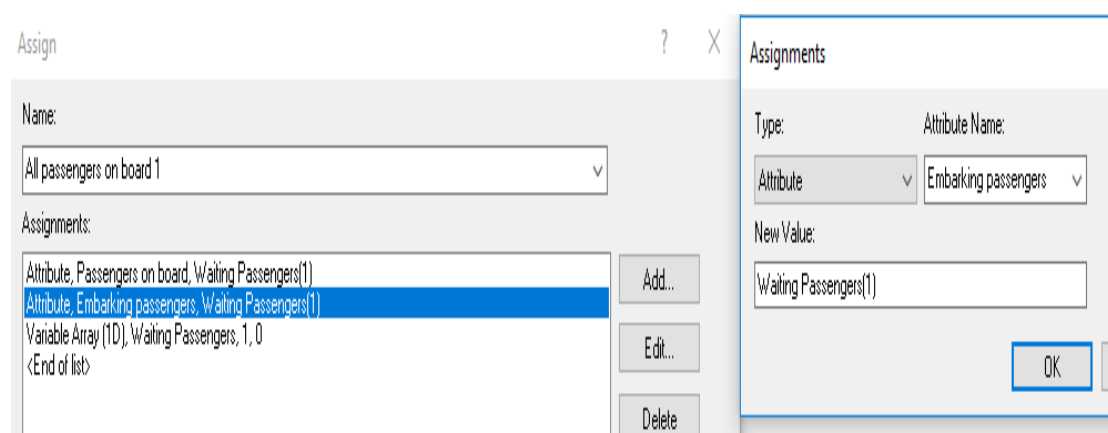 Assign
?
Name:
All passengers on board 1
Assignments:
Attribute, Passengers on board, Waiting Passengers(1)
Attribute, Embarking passengers, Waiting Passengers(1)
Variable Array (1D), Waiting Passengers, 1, 0
<End of list>
Add...
Edit...
Delete
Assignments
Type:
Attribute Name:
Attribute
Embarking passengers
New Value:
Waiting Passengers(1)
OK